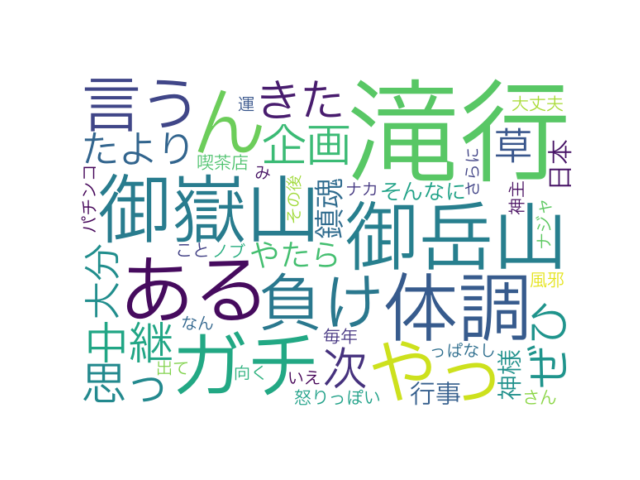 言う
ん
きた
滝行
運
大丈夫
たより
企画
草
日本
喫茶店
み
さらに
パチンコ
御嶽山
その後
鎮魂
ナカ
そんなに
神主
ナジャ
こと
ノブ
やたら
御岳山
大分
ある
負け
体調
風邪
ぜひ
思っ
中継
なん
ガチ
毎年
次
やっ
っぱなし
神様
出て
向く
いえ
怒りっぽい
行事
さん